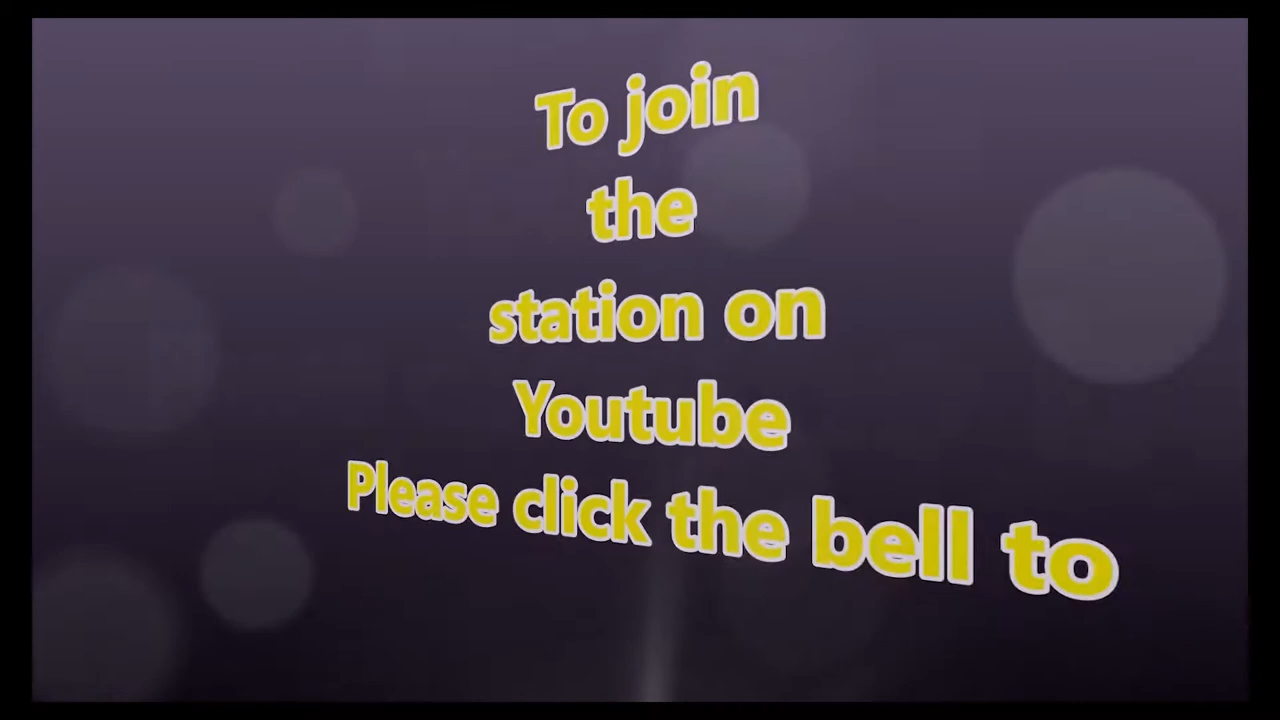 To join
the
station on
Youtube
Please click the bell to